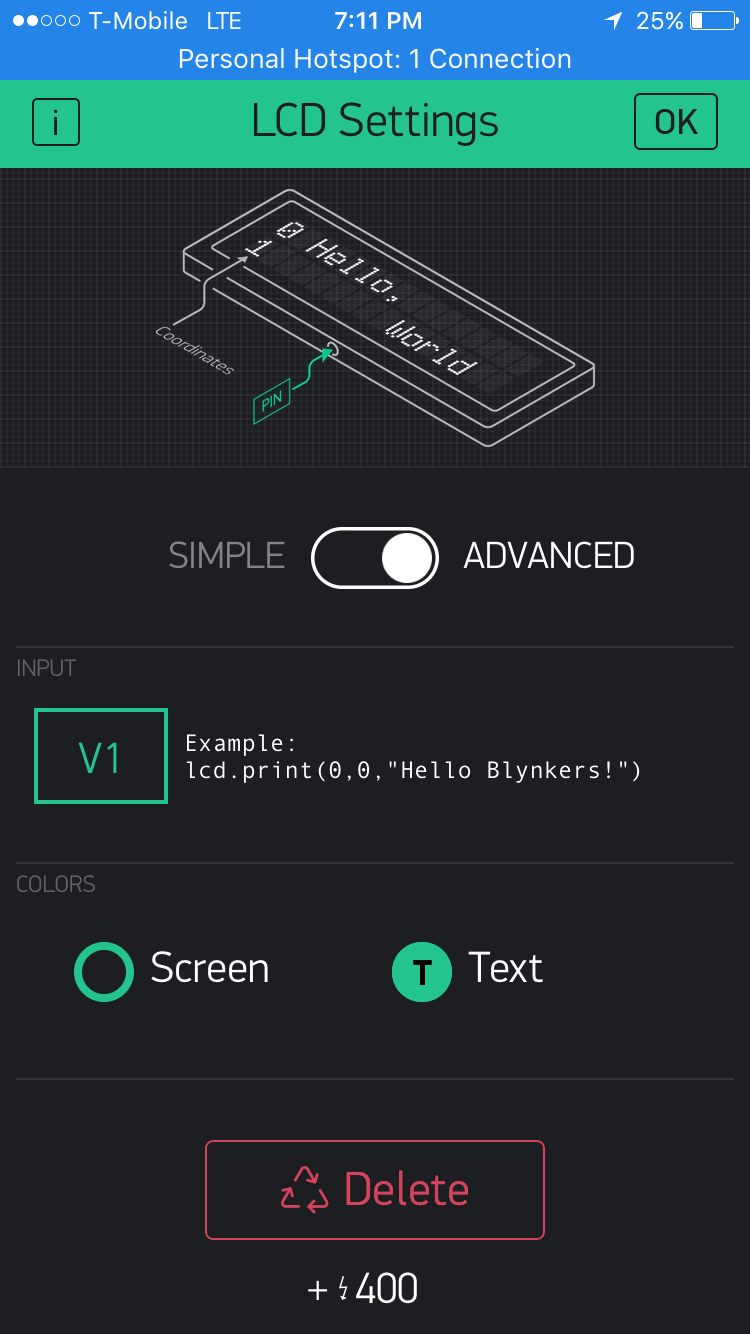 T-Mobile LTE 7:11 PM 25%
Personal Hotspot: 1 Connection
i LCD Settings OK
0 Hello,
1 World
Coordinates
PIN
SIMPLE ADVANCED
INPUT
V1
Example:
lcd.print(0,0,"Hello Blynkers!")
COLORS
Screen T Text
Delete
+ 400